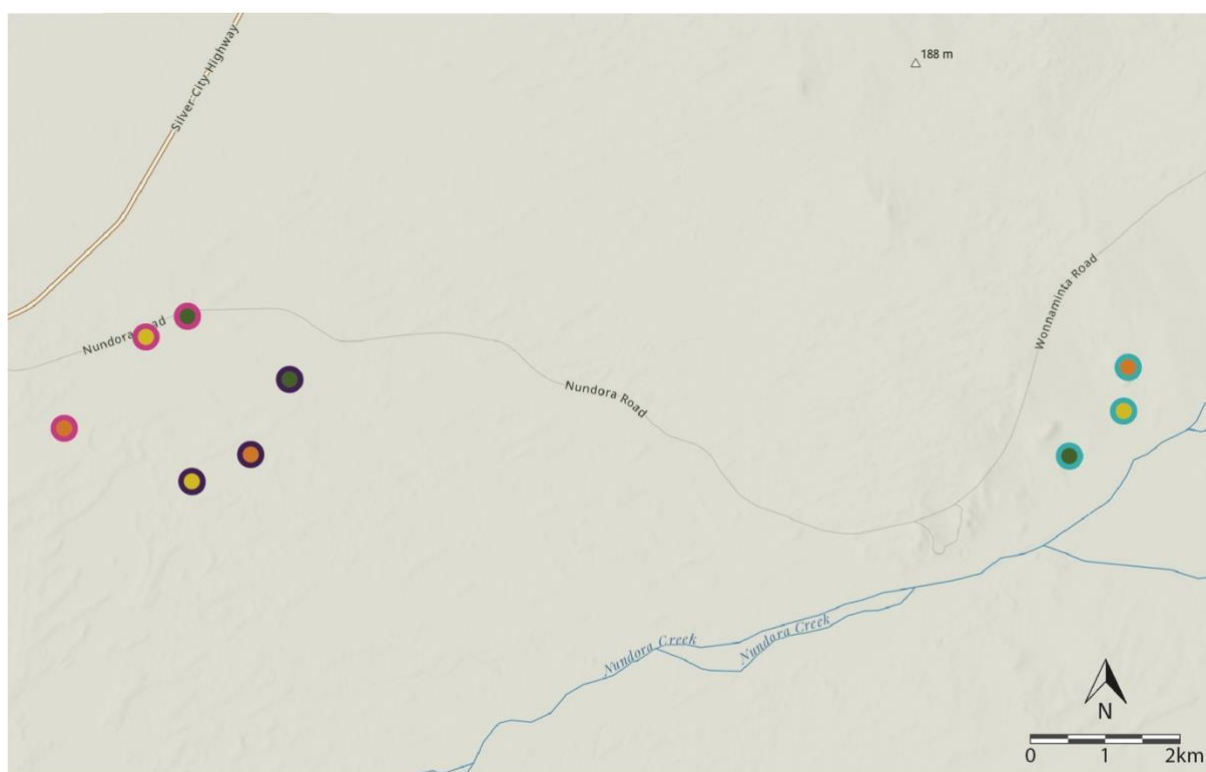 188 m
Silver City Highway
Wonnaminta Road
Nundora Road
Nundora Road
Nundora Creek
Nundora Creek
N
0 1 2km